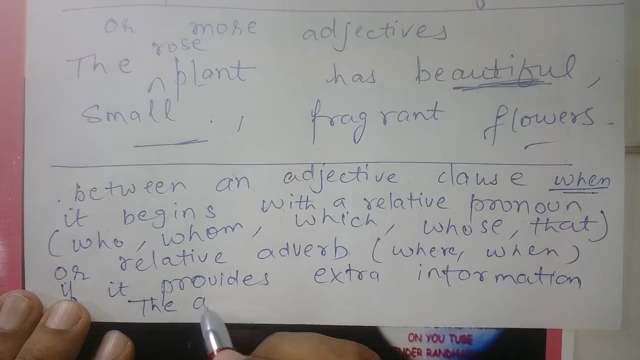 or more adjectives
rose
The plant has beautiful,
Small ., fragrant flowers.
. between an adjective clause when
it begins with a relative pronoun
(who, whom, which, whose, that)
or relative adverb (where, when)
if it provides extra information
The a
ON YOU TUBE